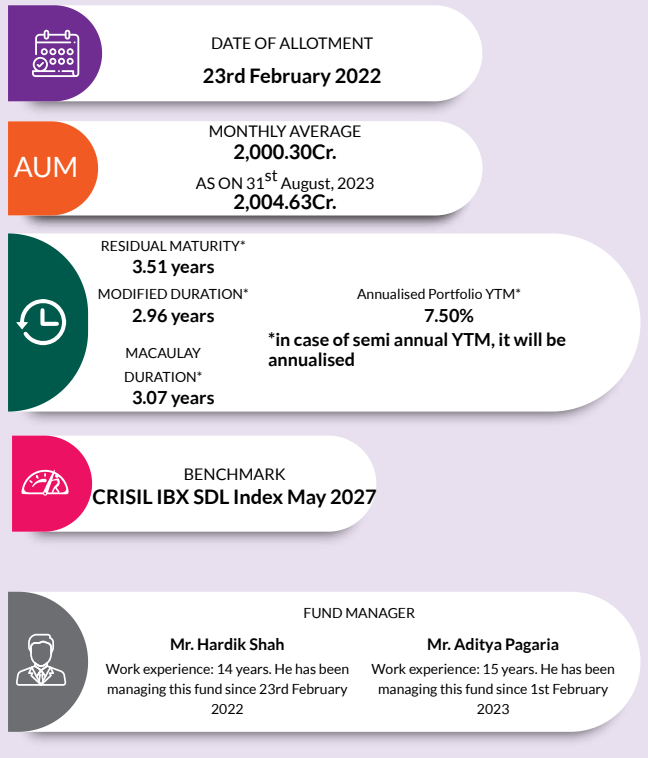 DATE OF ALLOTMENT
23rd February 2022
AUM
MONTHLY AVERAGE
2,000.30Cr.
AS ON 31st August, 2023
2,004.63Cr.
RESIDUAL MATURITY*
3.51 years
MODIFIED DURATION*
2.96 years
MACAULAY
DURATION*
3.07 years
Annualised Portfolio YTM*
7.50%
*in case of semi annual YTM, it will be
annualised
BENCHMARK
CRISIL IBX SDL Index May 2027
FUND MANAGER
Mr. Hardik Shah
Work experience: 14 years. He has been
managing this fund since 23rd February
2022
Mr. Aditya Pagaria
Work experience: 15 years. He has been
managing this fund since 1st February
2023